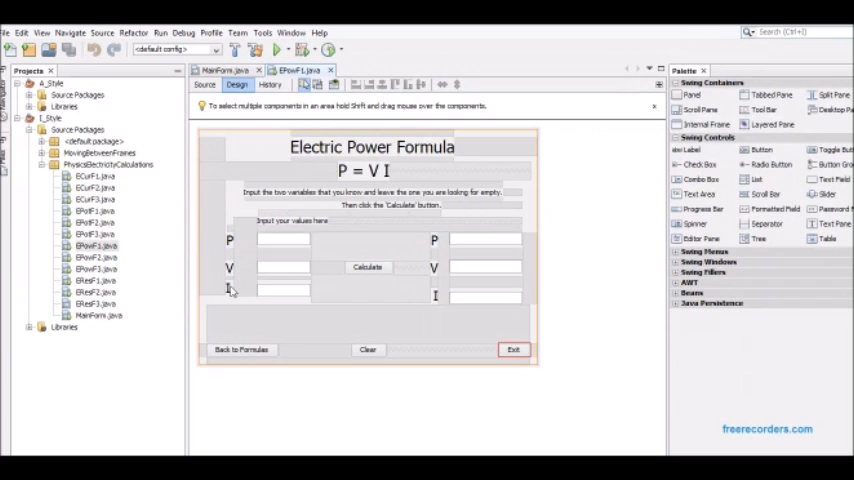 File Edit View Navigate Source Refactor Run Debug Profile Team Tools Window Help
Search (Ctrl+I)
<default config>
Projects
MainForm.java EPowF1.java
Palette
Source Design History
To select multiple components in an area hold Shift and drag mouse over the components.
A_Style
Source Packages
Libraries
I_Style
Source Packages
<default package>
MovingBetweenFrames
PhysicsElectricityCalculations
ECurF1.java
ECurF2.java
ECurF3.java
EPotF1.java
EPotF2.java
EPotF3.java
EPowF1.java
EPowF2.java
EPowF3.java
EResF1.java
EResF2.java
EResF3.java
MainForm.java
Libraries
Electric Power Formula
P = V I
Input the two variables that you know and leave the one you are looking for empty.
Then click the 'Calculate' button.
Input your values here
P P
V Calculate V
I I
Back to Formulas Clear Exit
Swing Containers
Panel Tabbed Pane Split Pane
Scroll Pane Tool Bar Desktop Pa
Internal Frame Layered Pane
Swing Controls
Label Button Toggle Butt
Check Box Radio Button Button Gro
Combo Box List Text Field
Text Area Scroll Bar Slider
Progress Bar Formatted Field Password F
Spinner Separator Text Pane
Editor Pane Tree Table
Swing Menus
Swing Windows
Swing Fillers
AWT
Beans
Java Persistence
freerecorders.com